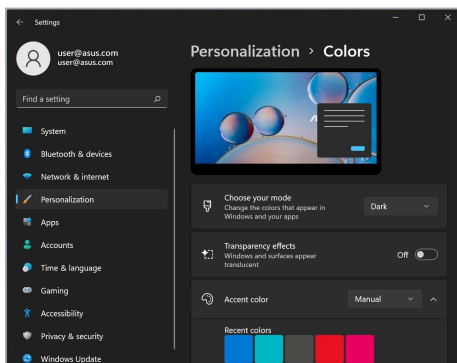 Settings
user@asus.com
user@asus.com
Find a setting
System
Bluetooth & devices
Network & internet
Personalization
Apps
Accounts
Time & language
Gaming
Accessibility
Privacy & security
Windows Update
Personalization > Colors
Choose your mode
Change the colors that appear in
Windows and your apps
Dark
Transparency effects
Windows and surfaces appear
translucent
Off
Accent color
Manual
Recent colors